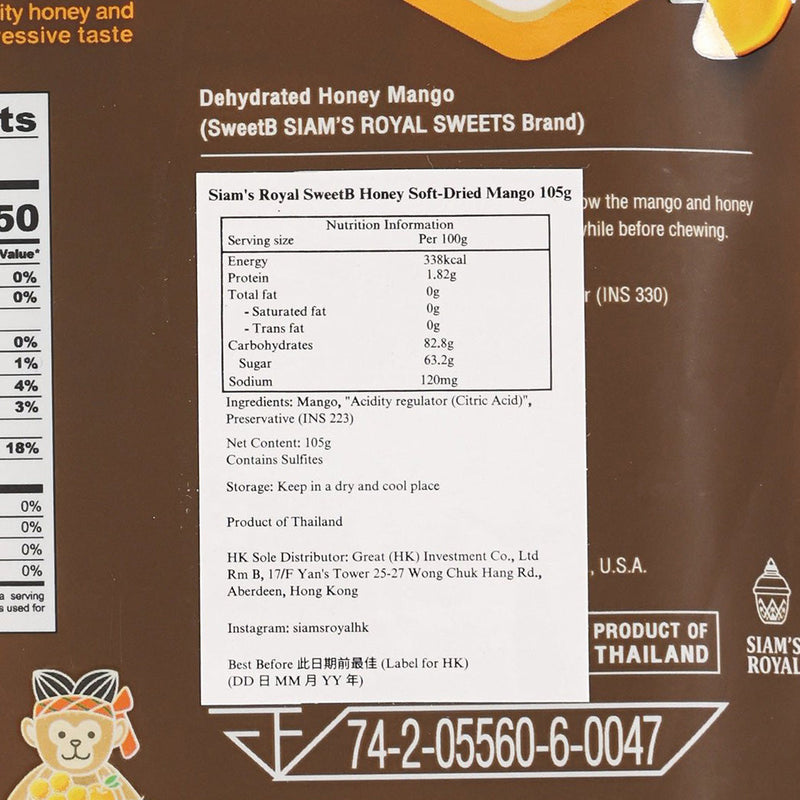 ity honey and
essive taste
Dehydrated Honey Mango
(SweetB SIAM'S ROYAL SWEETS Brand)
ts
50
Value*
0%
0%
0%
1%
4%
3%
18%
0%
0%
0%
0%
a serving
s used for
Siam's Royal SweetB Honey Soft-Dried Mango 105g
Nutrition Information
Serving size Per 100g
Energy 338kcal
Protein 1.82g
Total fat 0g
- Saturated fat 0g
- Trans fat 0g
Carbohydrates 82.8g
Sugar 63.2g
Sodium 120mg
Ingredients: Mango, "Acidity regulator (Citric Acid)",
Preservative (INS 223)
Net Content: 105g
Contains Sulfites
Storage: Keep in a dry and cool place
Product of Thailand
HK Sole Distributor: Great (HK) Investment Co., Ltd
Rm B, 17/F Yan's Tower 25-27 Wong Chuk Hang Rd.,
Aberdeen, Hong Kong
Instagram: siamsroyalhk
Best Before 此日期前最佳 (Label for HK)
(DD 日 MM 月 YY 年)
ow the mango and honey
while before chewing.
r (INS 330)
, U.S.A.
PRODUCT OF
THAILAND
SIAM'S
ROYAL
74-2-05560-6-0047